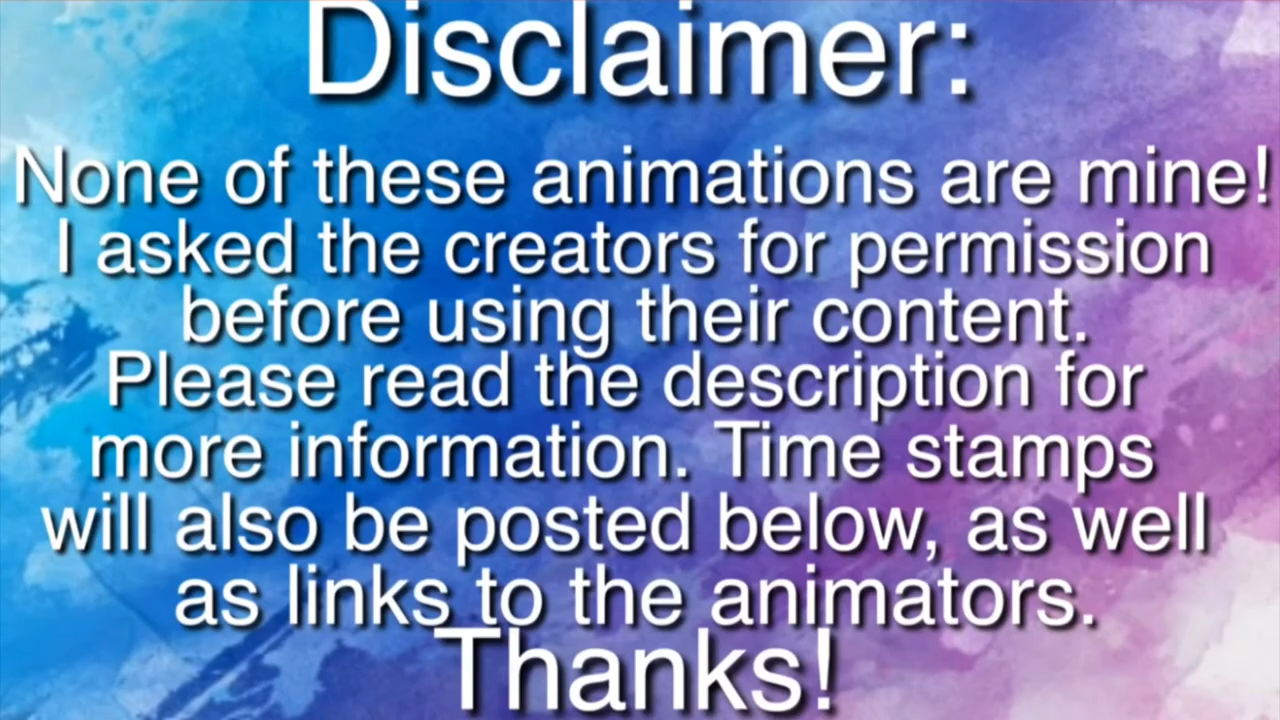 Disclaimer:
None of these animations are mine!
I asked the creators for permission
before using their content.
Please read the description for
more information. Time stamps
will also be posted below, as well
as links to the animators.
Thanks!